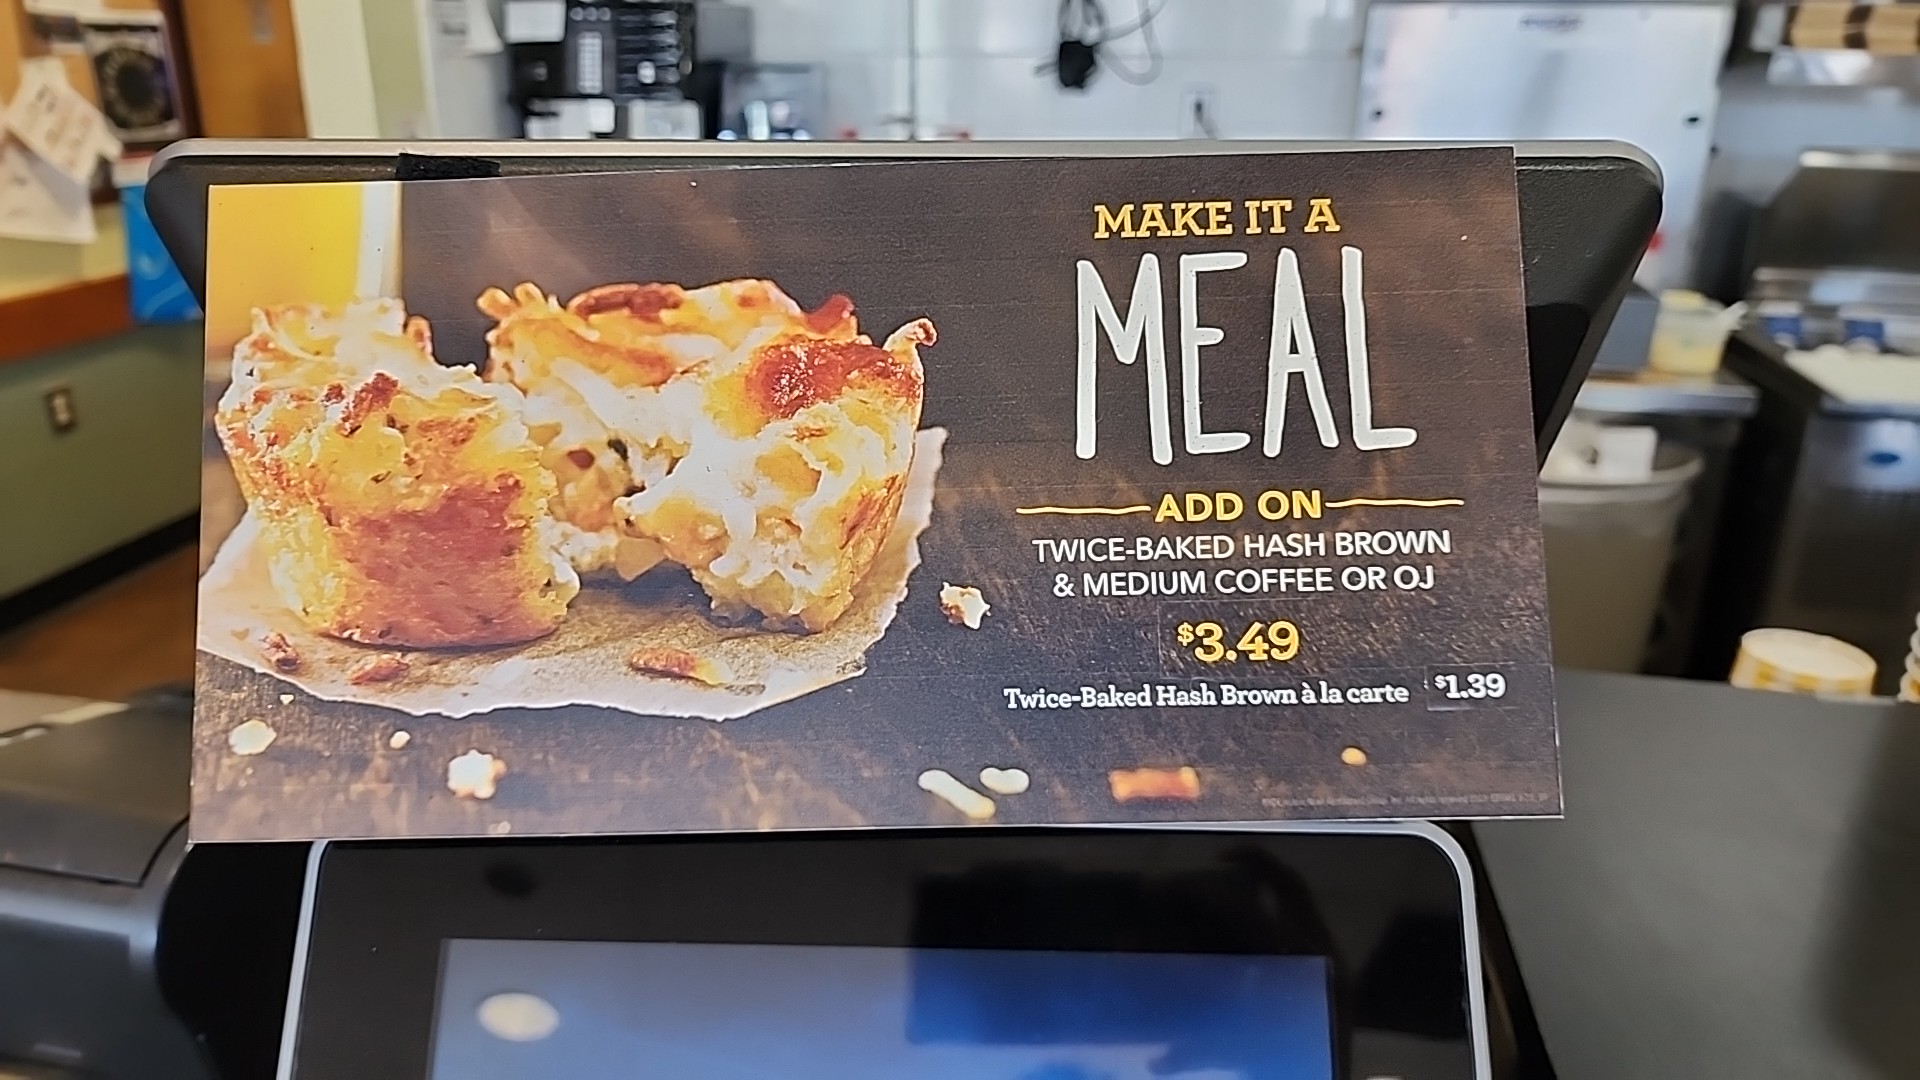 MAKE IT A
MEAL
ADD ON
TWICE-BAKED HASH BROWN
& MEDIUM COFFEE OR OJ
$3.49
Twice-Baked Hash Brown à la carte $1.39